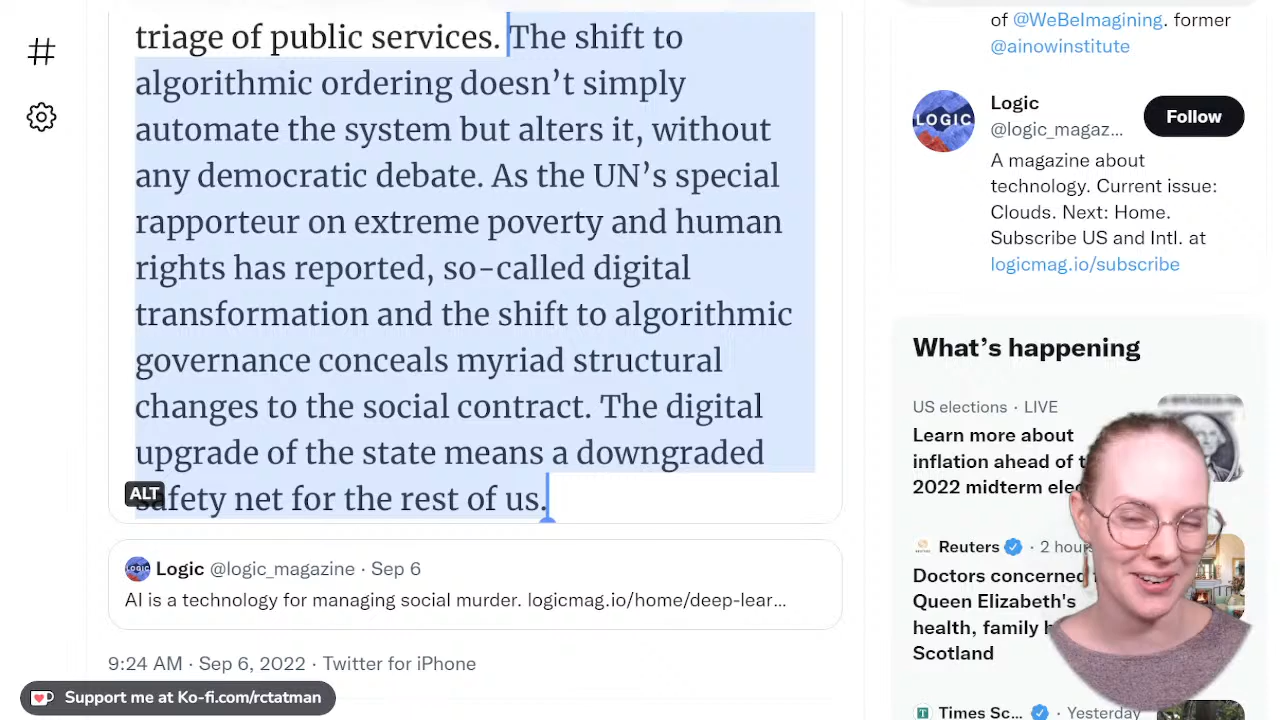 triage of public services. The shift to
algorithmic ordering doesn’t simply
automate the system but alters it, without
any democratic debate. As the UN’s special
rapporteur on extreme poverty and human
rights has reported, so-called digital
transformation and the shift to algorithmic
governance conceals myriad structural
changes to the social contract. The digital
upgrade of the state means a downgraded
safety net for the rest of us.
ALT
Logic @logic_magazine · Sep 6
AI is a technology for managing social murder. logicmag.io/home/deep-lear...
9:24 AM · Sep 6, 2022 · Twitter for iPhone
Support me at Ko-fi.com/rctatman
of @WeBeImagining. former
@ainowinstitute
LOGIC
Logic
@logic_magaz...
Follow
A magazine about
technology. Current issue:
Clouds. Next: Home.
Subscribe US and Intl. at
logicmag.io/subscribe
What’s happening
US elections · LIVE
Learn more about
inflation ahead of
2022 midterm
Reuters · 2
Doctors concerned
Queen Elizabeth's
health, family
Scotland
Times Sc... · Yesterday